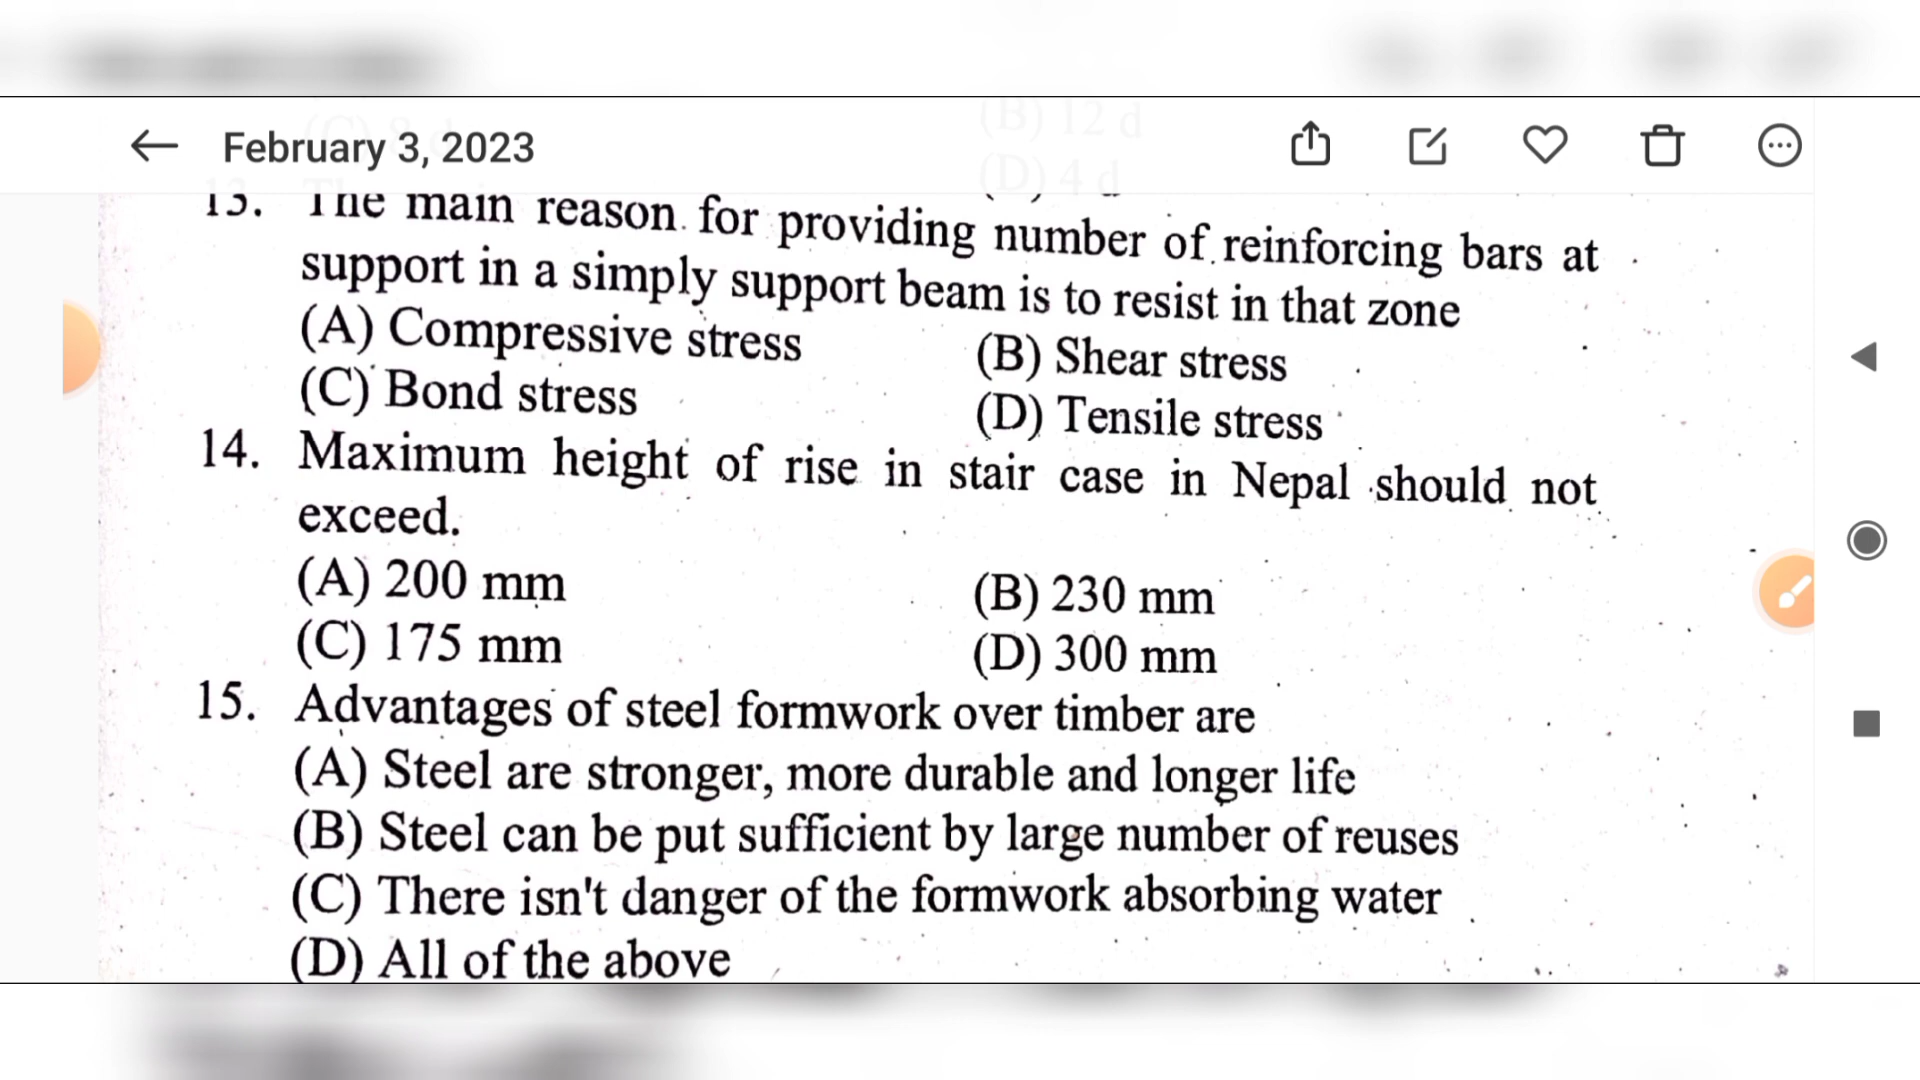 (B) 12 d
February 3, 2023
(D) 4 d
13. The main reason for providing number of reinforcing bars at
support in a simply support beam is to resist in that zone
(A) Compressive stress
(B) Shear stress
(C) Bond stress
(D) Tensile stress
14. Maximum height of rise in stair case in Nepal should not
exceed.
(A) 200 mm
(B) 230 mm
(C) 175 mm
(D) 300 mm
15. Advantages of steel formwork over timber are
(A) Steel are stronger, more durable and longer life
(B) Steel can be put sufficient by large number of reuses
(C) There isn't danger of the formwork absorbing water
(D) All of the above